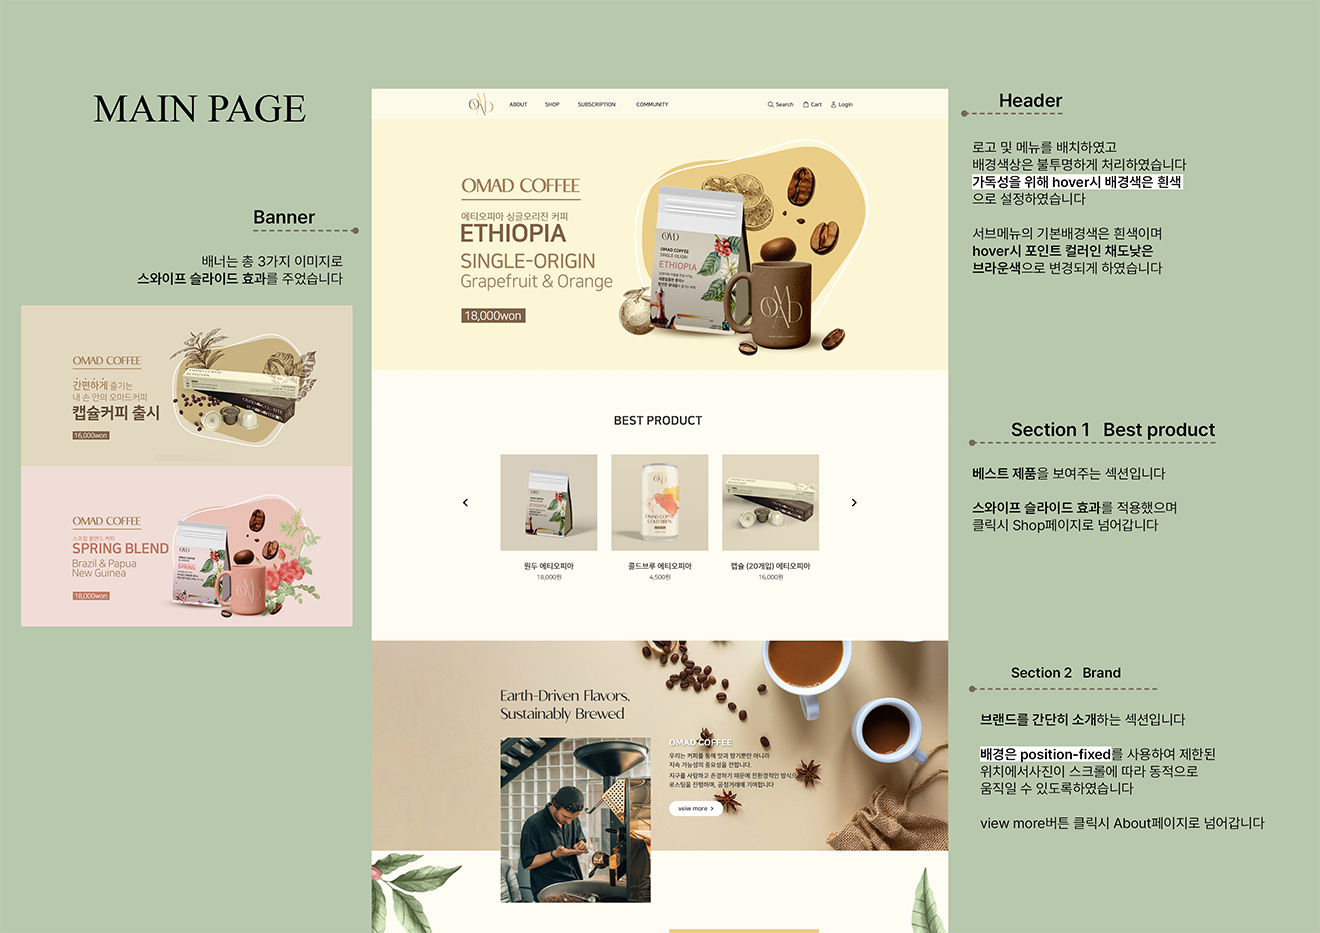 MAIN PAGE
Banner
배너는 총 3가지 이미지로
스와이프 슬라이드 효과를 주었습니다
OMAD COFFEE
간편하게 즐기는
내 손 안의 오마드커피
캡슐커피 출시
16,000won
OMAD COFFEE
스프링 블렌드 커피
SPRING BLEND
Brazil & Papua
New Guinea
18,000won
OMAD
ABOUT
SHOP
SUBSCRIPTION
COMMUNITY
Search
Cart
Login
OMAD COFFEE
에티오피아 싱글오리진 커피
ETHIOPIA
SINGLE-ORIGIN
Grapefruit & Orange
18,000won
OMAD
OMAD COFFEE
SINGLE-OLIGIN
ETHIOPIA
OMAD
BEST PRODUCT
원두 에티오피아
18,000원
콜드브루 에티오피아
4,500원
캡슐 (20개입) 에티오피아
16,000원
Earth-Driven Flavors,
Sustainably Brewed
OMAD COFFEE
우리는 커피를 통해 맛과 향기뿐만 아니라
지속 가능성의 중요성을 전합니다.
지구를 사랑하고 존경하기 때문에 친환경적인 방식으로
로스팅을 진행하며, 공정거래에 기여합니다
veiw more
Header
로고 및 메뉴를 배치하였고
배경색상은 불투명하게 처리하였습니다
가독성을 위해 hover시 배경색은 흰색
으로 설정하였습니다
서브메뉴의 기본배경색은 흰색이며
hover시 포인트 컬러인 채도낮은
브라운색으로 변경되게 하였습니다
Section 1 Best product
베스트 제품을 보여주는 섹션입니다
스와이프 슬라이드 효과를 적용했으며
클릭시 Shop페이지로 넘어갑니다
Section 2 Brand
브랜드를 간단히 소개하는 섹션입니다
배경은 position-fixed를 사용하여 제한된
위치에서사진이 스크롤에 따라 동적으로
움직일 수 있도록하였습니다
view more버튼 클릭시 About페이지로 넘어갑니다